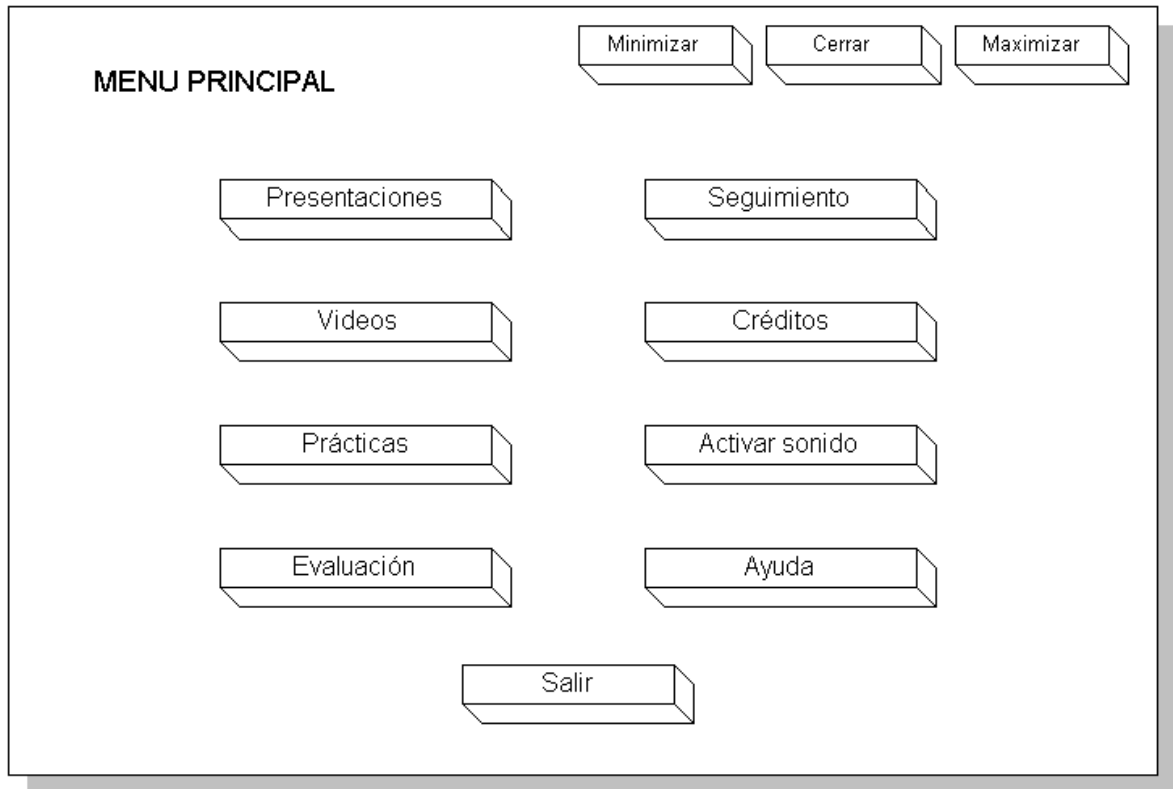 Minimizar
Cerrar
Maximizar
MENU PRINCIPAL
Presentaciones
Seguimiento
Videos
Créditos
Prácticas
Activar sonido
Evaluación
Ayuda
Salir